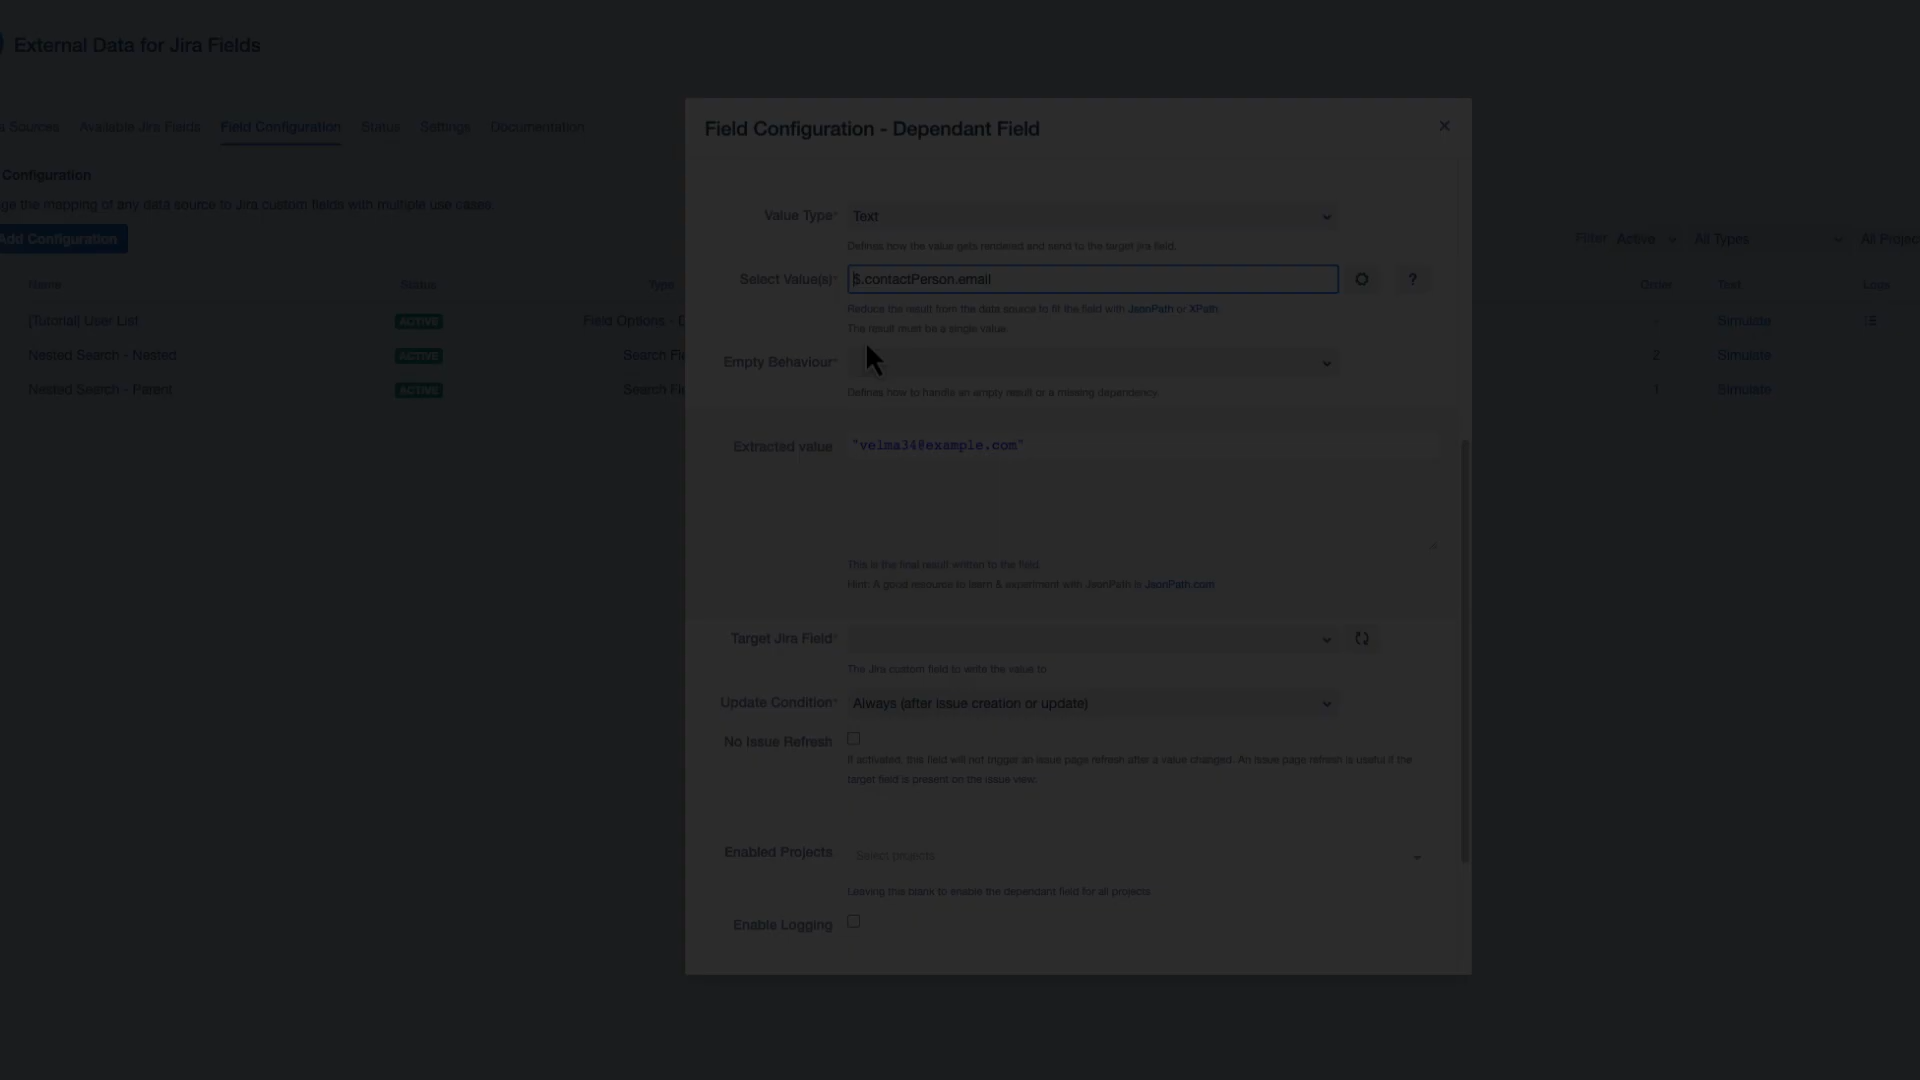 External Data for Jira Fields
Sources Available Jira Fields Field Configuration Status Settings Documentation
Configuration
ge the mapping of any data source to Jira custom fields with multiple use cases.
Add Configuration
Filter Active All Types All Projec
Name Status Type Order Test Logs
[Tutorial] User List ACTIVE Field Options - D - Simulate
Nested Search - Nested ACTIVE Search Fie 2 Simulate
Nested Search - Parent ACTIVE Search Fie 1 Simulate
Field Configuration - Dependant Field
Value Type* Text
Defines how the value gets rendered and send to the target jira field.
Select Value(s)* $.contactPerson.email ?
Reduce the result from the data source to fit the field with JsonPath or XPath.
The result must be a single value.
Empty Behaviour*
Defines how to handle an empty result or a missing dependency.
Extracted value "velma34@example.com"
This is the final result written to the field.
Hint: A good resource to learn & experiment with JsonPath is JsonPath.com
Target Jira Field*
The Jira custom field to write the value to
Update Condition* Always (after issue creation or update)
No Issue Refresh
If activated, this field will not trigger an issue page refresh after a value changed. An issue page refresh is useful if the
target field is present on the issue view.
Enabled Projects Select projects
Leaving this blank to enable the dependant field for all projects
Enable Logging